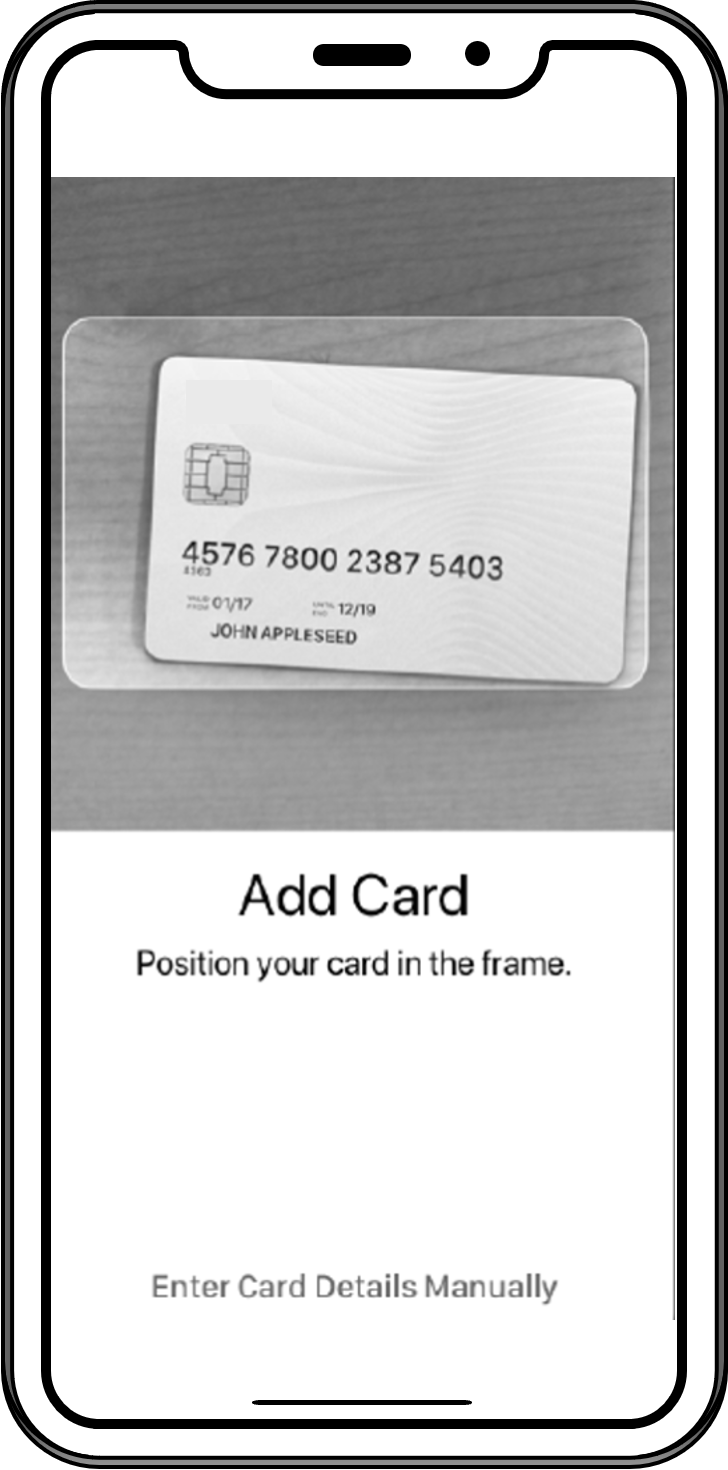 4576 7800 2387 5403
4363
VALID FROM 01/17 UNTIL END 12/19
JOHN APPLESEED
Add Card
Position your card in the frame.
Enter Card Details Manually